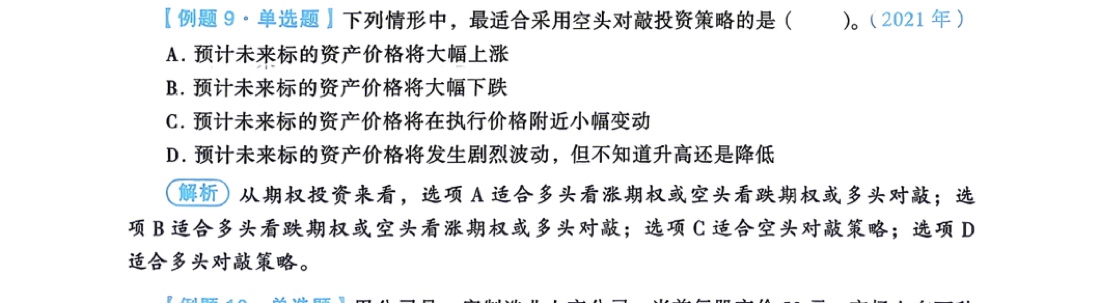 【例题9·单选题】下列情形中，最适合采用空头对敲投资策略的是（　　）。（2021年）
A. 预计未来标的资产价格将大幅上涨
B. 预计未来标的资产价格将大幅下跌
C. 预计未来标的资产价格将在执行价格附近小幅变动
D. 预计未来标的资产价格将发生剧烈波动，但不知道升高还是降低
解析 从期权投资来看，选项A适合多头看涨期权或空头看跌期权或多头对敲；选
项B适合多头看跌期权或空头看涨期权或多头对敲；选项C适合空头对敲策略；选项D
适合多头对敲策略。